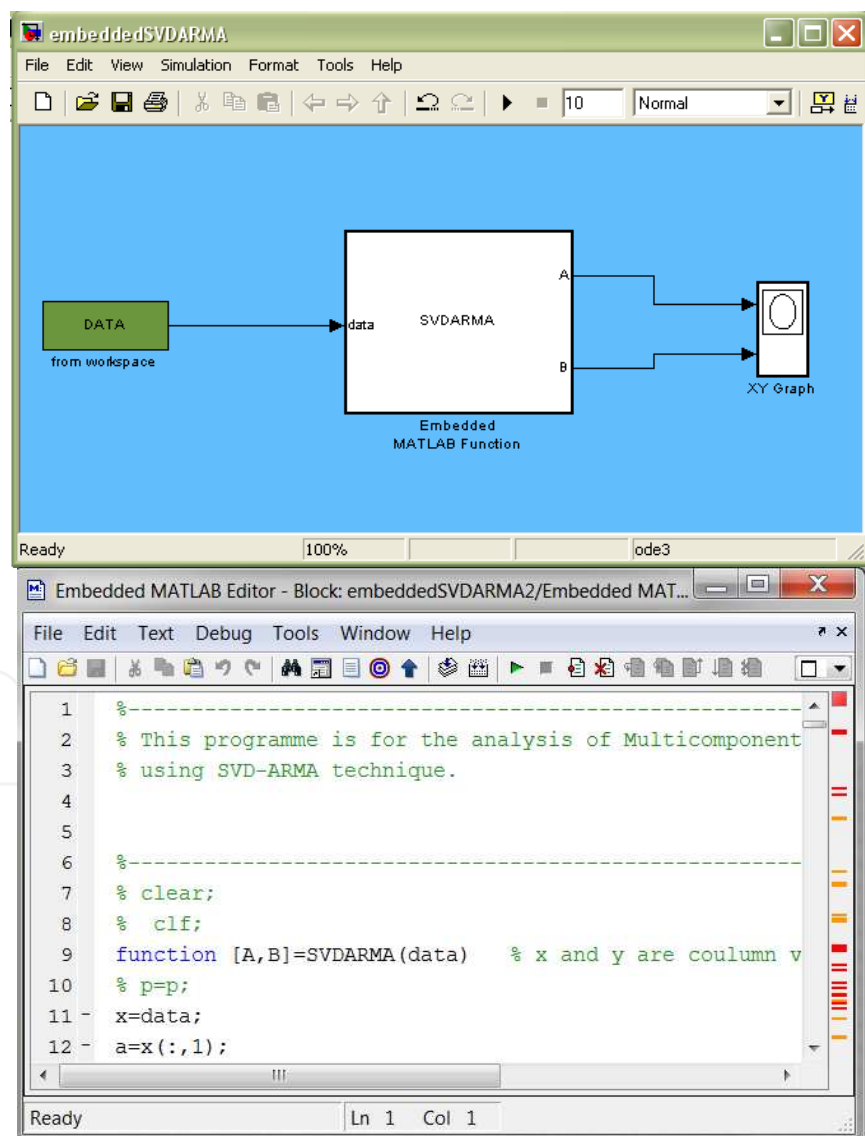 embeddedSVDARMA
File Edit View Simulation Format Tools Help
10 Normal
DATA
from workspace
data
SVDARMA
A
B
Embedded
MATLAB Function
XY Graph
Ready 100% ode3
Embedded MATLAB Editor - Block: embeddedSVDARMA2/Embedded MAT...
File Edit Text Debug Tools Window Help
1 %----------------------------------------------------------
2 % This programme is for the analysis of Multicomponent
3 % using SVD-ARMA technique.
4
5
6 %----------------------------------------------------------
7 % clear;
8 % clf;
9 function [A,B]=SVDARMA(data) % x and y are coulumn v
10 % p=p;
11 - x=data;
12 - a=x(:,1);
Ready Ln 1 Col 1